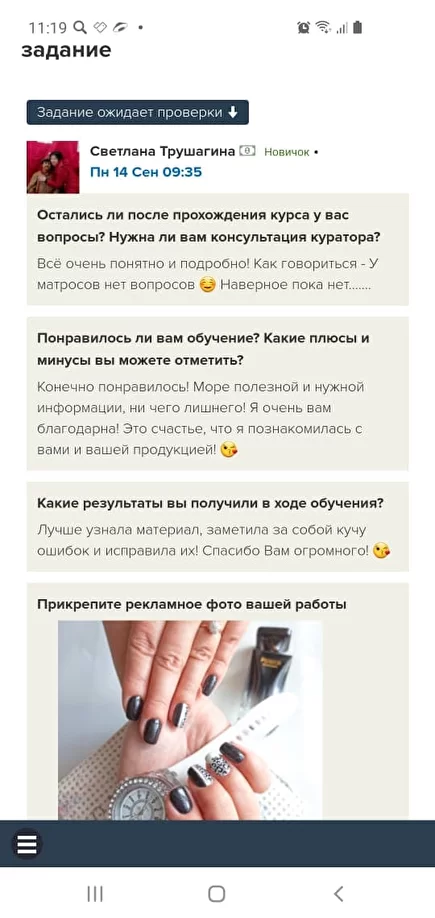 11:19
задание
Задание ожидает проверки
Светлана Трушагина Новичок •
Пн 14 Сен 09:35
Остались ли после прохождения курса у вас
вопросы? Нужна ли вам консультация куратора?
Всё очень понятно и подробно! Как говориться - У
матросов нет вопросов 😊 Наверное пока нет.......
Понравилось ли вам обучение? Какие плюсы и
минусы вы можете отметить?
Конечно понравилось! Море полезной и нужной
информации, ни чего лишнего! Я очень вам
благодарна! Это счастье, что я познакомилась с
вами и вашей продукцией! 😘
Какие результаты вы получили в ходе обучения?
Лучше узнала материал, заметила за собой кучу
ошибок и исправила их! Спасибо Вам огромного! 😘
Прикрепите рекламное фото вашей работы